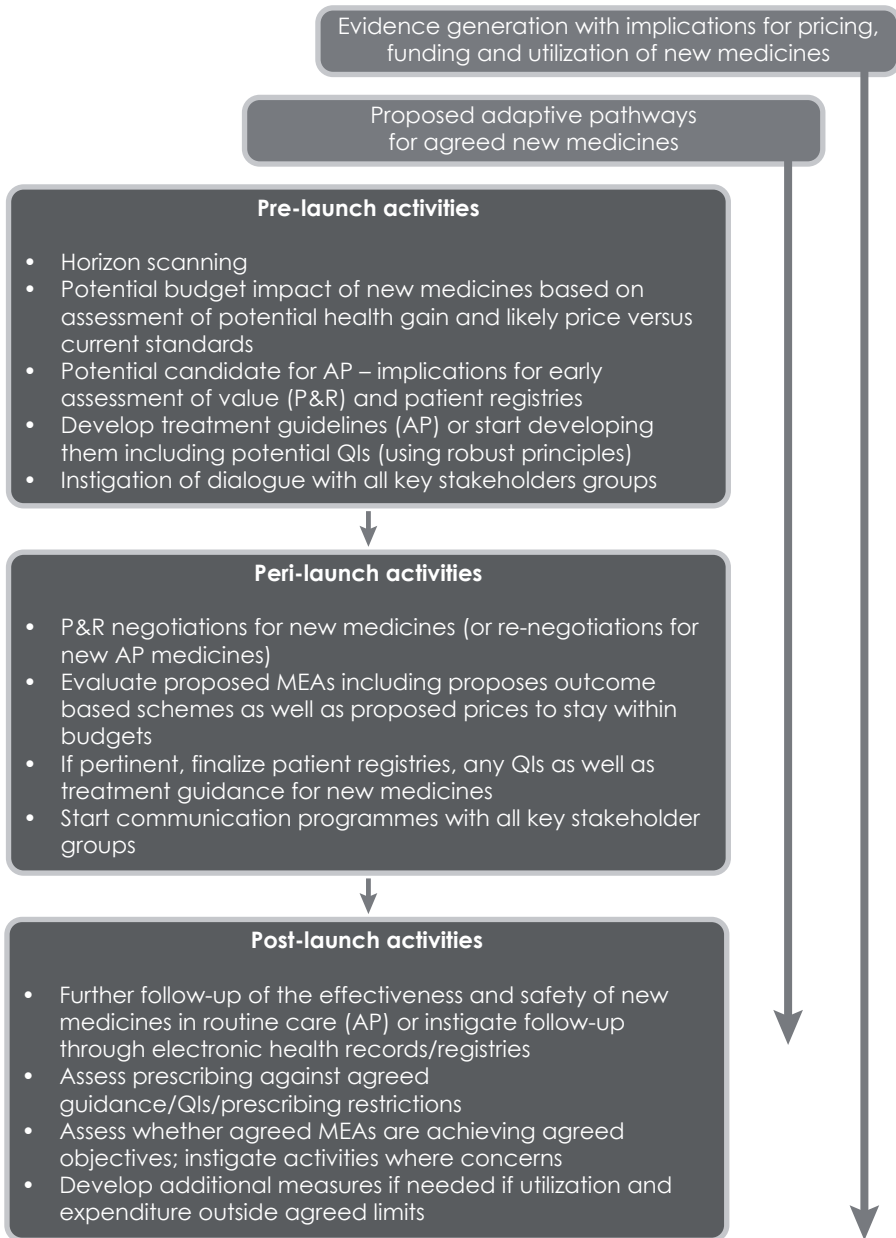 Evidence generation with implications for pricing,
funding and utilization of new medicines
Proposed adaptive pathways
for agreed new medicines
Pre-launch activities
• Horizon scanning
• Potential budget impact of new medicines based on
assessment of potential health gain and likely price versus
current standards
• Potential candidate for AP – implications for early
assessment of value (P&R) and patient registries
• Develop treatment guidelines (AP) or start developing
them including potential QIs (using robust principles)
• Instigation of dialogue with all key stakeholders groups
Peri-launch activities
• P&R negotiations for new medicines (or re-negotiations for
new AP medicines)
• Evaluate proposed MEAs including proposes outcome
based schemes as well as proposed prices to stay within
budgets
• If pertinent, finalize patient registries, any QIs as well as
treatment guidance for new medicines
• Start communication programmes with all key stakeholder
groups
Post-launch activities
• Further follow-up of the effectiveness and safety of new
medicines in routine care (AP) or instigate follow-up
through electronic health records/registries
• Assess prescribing against agreed
guidance/QIs/prescribing restrictions
• Assess whether agreed MEAs are achieving agreed
objectives; instigate activities where concerns
• Develop additional measures if needed if utilization and
expenditure outside agreed limits